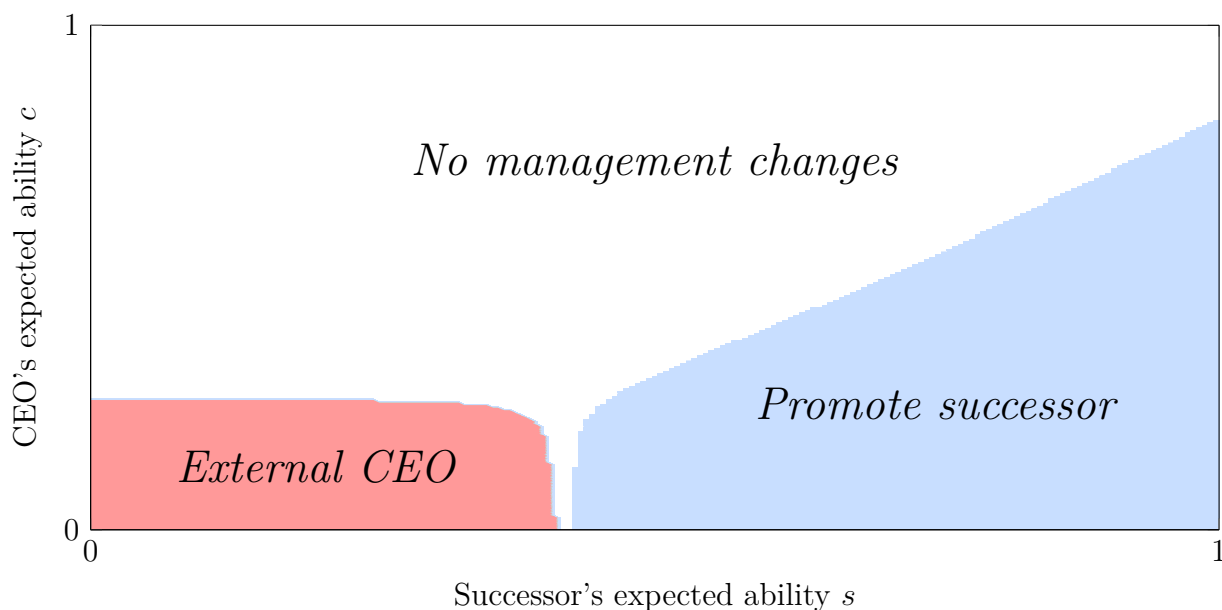 1
CEO's expected ability c
No management changes
Promote successor
External CEO
0
0
1
Successor's expected ability s